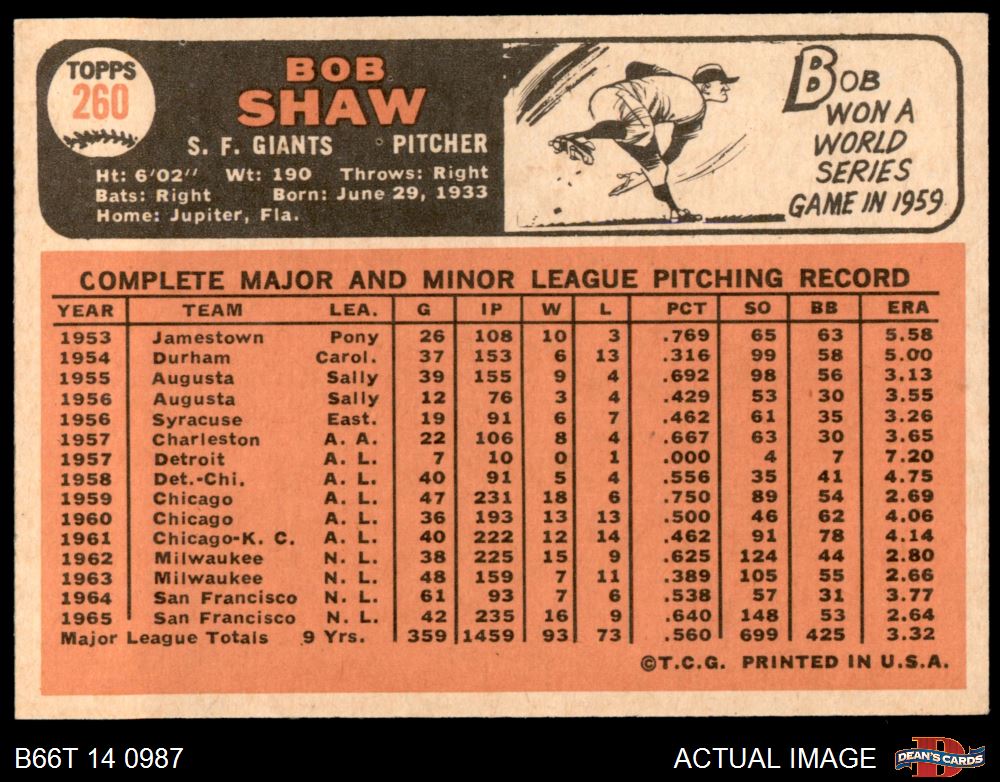 TOPPS
260
BOB
SHAW
S. F. GIANTS PITCHER
Ht: 6'02" Wt: 190 Throws: Right
Bats: Right Born: June 29, 1933
Home: Jupiter, Fla.
BOB
WON A
WORLD
SERIES
GAME IN 1959
COMPLETE MAJOR AND MINOR LEAGUE PITCHING RECORD
YEAR TEAM LEA. G IP W L PCT SO BB ERA
1953 Jamestown Pony 26 108 10 3 .769 65 63 5.58
1954 Durham Carol. 37 153 6 13 .316 99 58 5.00
1955 Augusta Sally 39 155 9 4 .692 98 56 3.13
1956 Augusta Sally 12 76 3 4 .429 53 30 3.55
1956 Syracuse East. 19 91 6 7 .462 61 35 3.26
1957 Charleston A. A. 22 106 8 4 .667 63 30 3.65
1957 Detroit A. L. 7 10 0 1 .000 4 7 7.20
1958 Det.-Chi. A. L. 40 91 5 4 .556 35 41 4.75
1959 Chicago A. L. 47 231 18 6 .750 89 54 2.69
1960 Chicago A. L. 36 193 13 13 .500 46 62 4.06
1961 Chicago-K. C. A. L. 40 222 12 14 .462 91 78 4.14
1962 Milwaukee N. L. 38 225 15 9 .625 124 44 2.80
1963 Milwaukee N. L. 48 159 7 11 .389 105 55 2.66
1964 San Francisco N. L. 61 93 7 6 .538 57 31 3.77
1965 San Francisco N. L. 42 235 16 9 .640 148 53 2.64
Major League Totals 9 Yrs. 359 1459 93 73 .560 699 425 3.32
©T.C.G. PRINTED IN U.S.A.
B66T 14 0987 ACTUAL IMAGE D DEAN'S CARDS